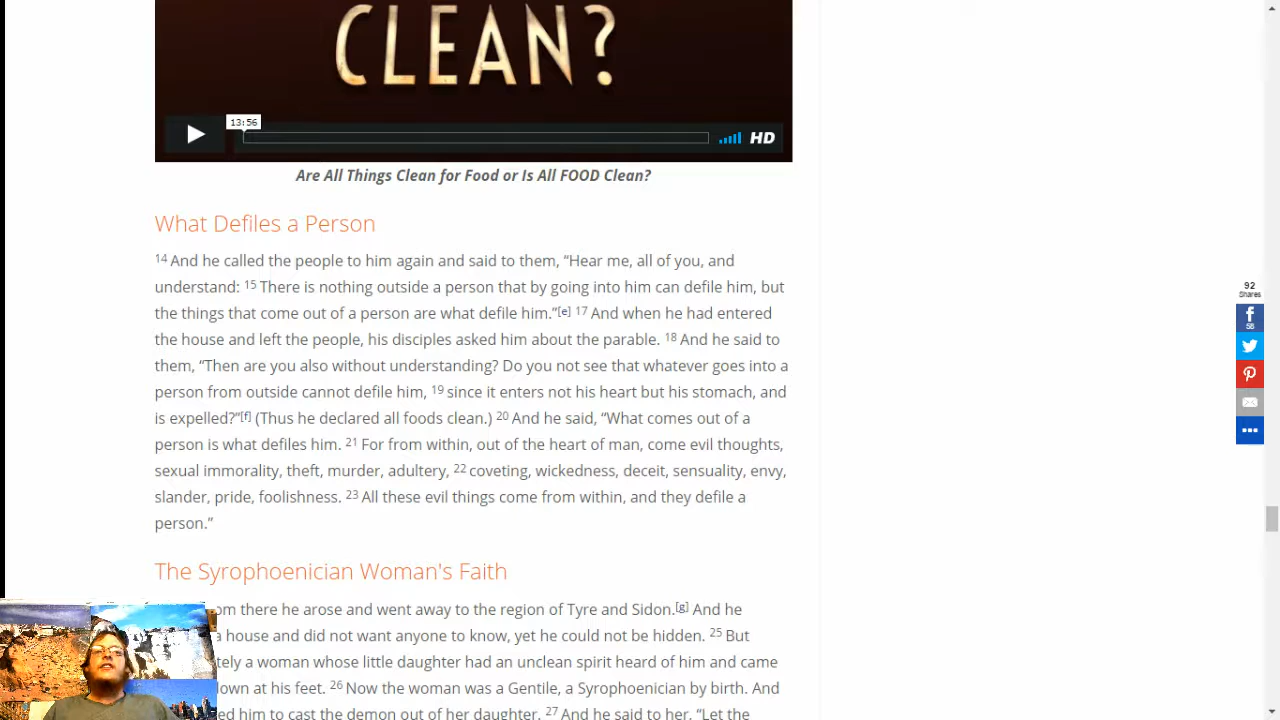 CLEAN?
13:56
HD
Are All Things Clean for Food or Is All FOOD Clean?
What Defiles a Person
14 And he called the people to him again and said to them, “Hear me, all of you, and
understand: 15 There is nothing outside a person that by going into him can defile him, but
the things that come out of a person are what defile him.”[e] 17 And when he had entered
the house and left the people, his disciples asked him about the parable. 18 And he said to
them, “Then are you also without understanding? Do you not see that whatever goes into a
person from outside cannot defile him, 19 since it enters not his heart but his stomach, and
is expelled?”[f] (Thus he declared all foods clean.) 20 And he said, “What comes out of a
person is what defiles him. 21 For from within, out of the heart of man, come evil thoughts,
sexual immorality, theft, murder, adultery, 22 coveting, wickedness, deceit, sensuality, envy,
slander, pride, foolishness. 23 All these evil things come from within, and they defile a
person.”
The Syrophoenician Woman's Faith
om there he arose and went away to the region of Tyre and Sidon.[g] And he
a house and did not want anyone to know, yet he could not be hidden. 25 But
tely a woman whose little daughter had an unclean spirit heard of him and came
own at his feet. 26 Now the woman was a Gentile, a Syrophoenician by birth. And
ed him to cast the demon out of her daughter. 27 And he said to her, “Let the
92
Shares
f
58